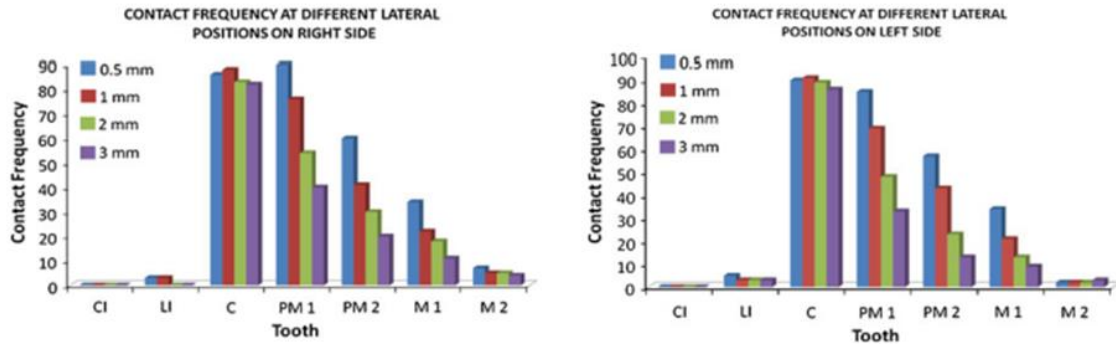 CONTACT FREQUENCY AT DIFFERENT LATERAL
POSITIONS ON RIGHT SIDE
90
80
70
60
50
40
30
20
10
0
Contact Frequency
0.5 mm
1 mm
2 mm
3 mm
CI LI C PM 1 PM 2 M 1 M 2
Tooth
CONTACT FREQUENCY AT DIFFERENT LATERAL
POSITIONS ON LEFT SIDE
100
90
80
70
60
50
40
30
20
10
0
Contact Frequency
0.5 mm
1 mm
2 mm
3 mm
CI LI C PM 1 PM 2 M 1 M 2
Tooth